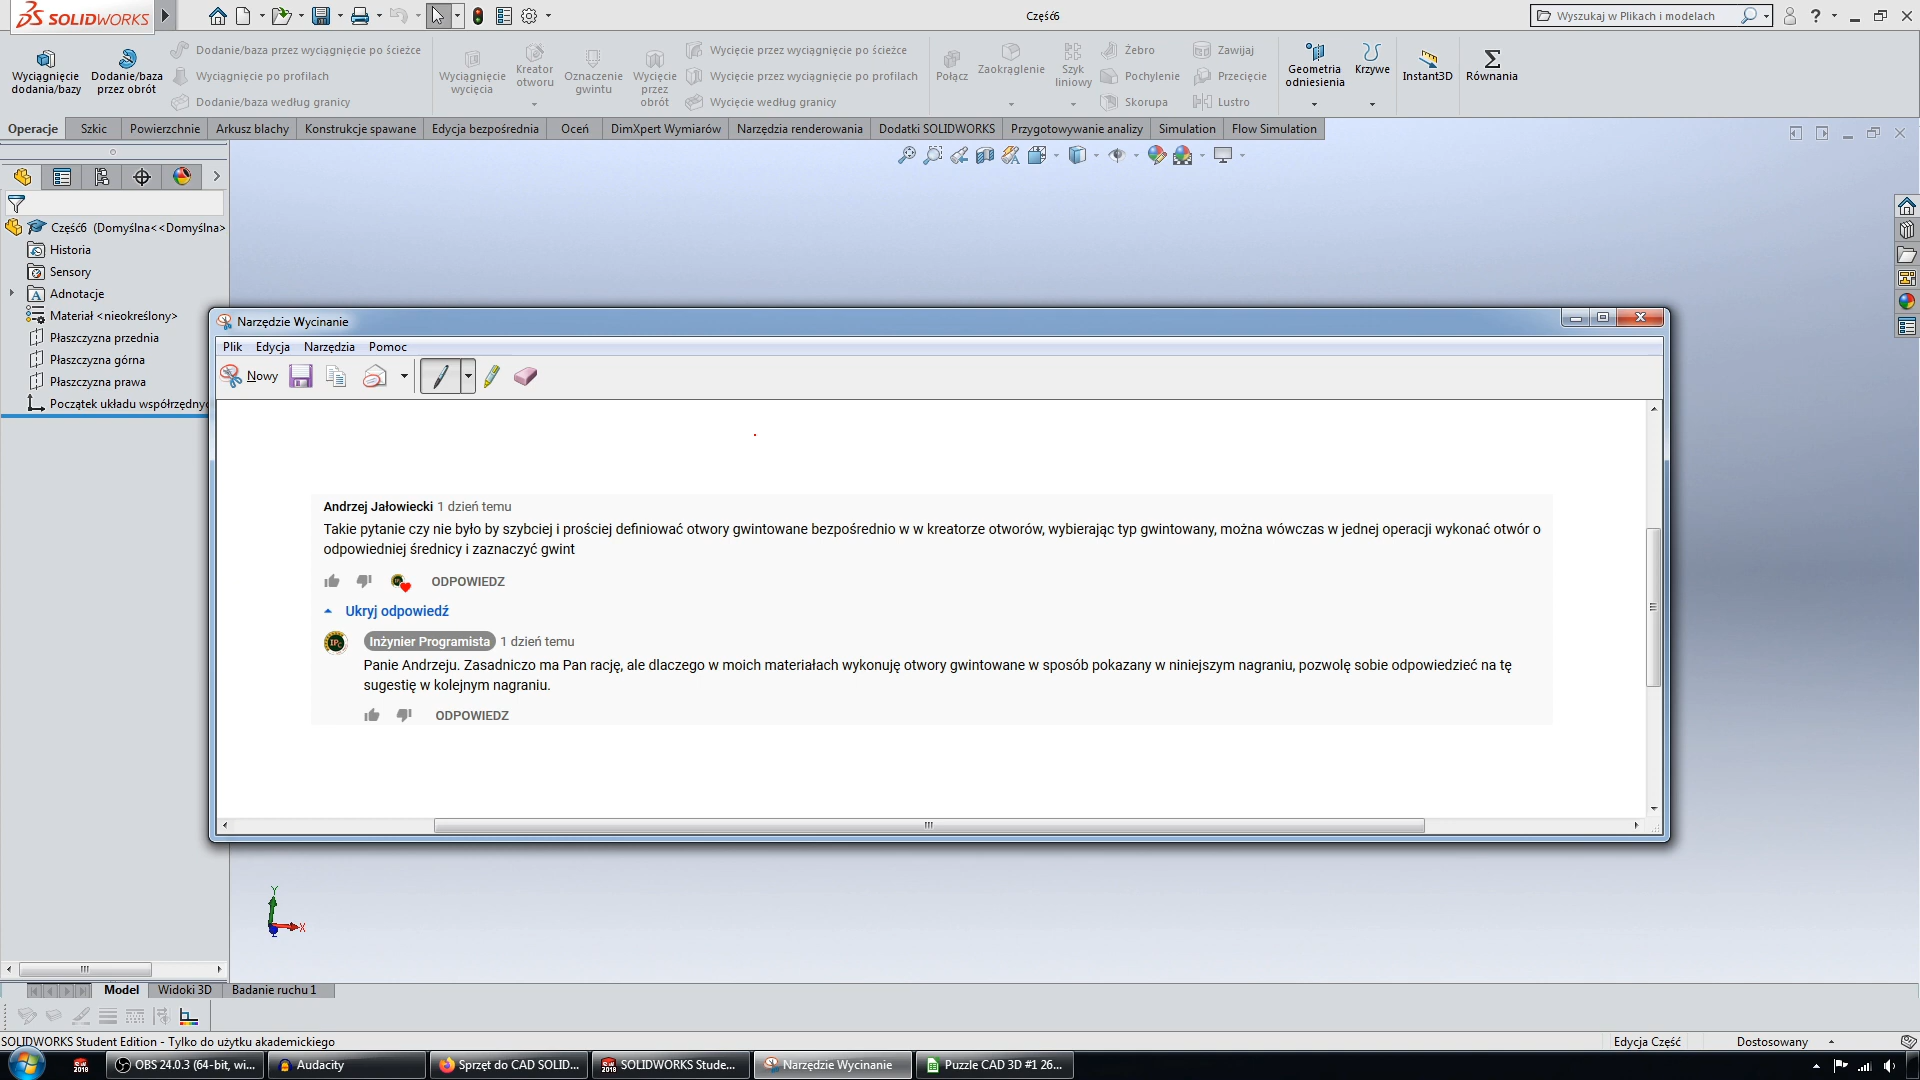 SOLIDWORKS
Część6
Wyszukaj w Plikach i modelach
Wyciągnięcie dodania/bazy
Dodanie/baza przez obrót
Dodanie/baza przez wyciągnięcie po ścieżce
Wyciągnięcie po profilach
Dodanie/baza według granicy
Wyciągnięcie wycięcia
Kreator otworu
Oznaczenie gwintu
Wycięcie przez obrót
Wycięcie przez wyciągnięcie po ścieżce
Wycięcie przez wyciągnięcie po profilach
Wycięcie według granicy
Połącz
Zaokrąglenie
Szyk liniowy
Żebro
Pochylenie
Skorupa
Zawijaj
Przecięcie
Lustro
Geometria odniesienia
Krzywe
Instant3D
Równania
Operacje
Szkic
Powierzchnie
Arkusz blachy
Konstrukcje spawane
Edycja bezpośrednia
Oceń
DimXpert Wymiarów
Narzędzia renderowania
Dodatki SOLIDWORKS
Przygotowywanie analizy
Simulation
Flow Simulation
Część6 (Domyślna<<Domyślna>
Historia
Sensory
Adnotacje
Materiał <nieokreślony>
Płaszczyzna przednia
Płaszczyzna górna
Płaszczyzna prawa
Początek układu współrzędnyc
Narzędzie Wycinanie
Plik Edycja Narzędzia Pomoc
Nowy
Andrzej Jałowiecki 1 dzień temu
Takie pytanie czy nie było by szybciej i prościej definiować otwory gwintowane bezpośrednio w w kreatorze otworów, wybierając typ gwintowany, można wówczas w jednej operacji wykonać otwór o
odpowiedniej średnicy i zaznaczyć gwint
ODPOWIEDZ
Ukryj odpowiedź
Inżynier Programista 1 dzień temu
Panie Andrzeju. Zasadniczo ma Pan rację, ale dlaczego w moich materiałach wykonuję otwory gwintowane w sposób pokazany w niniejszym nagraniu, pozwolę sobie odpowiedzieć na tę
sugestię w kolejnym nagraniu.
ODPOWIEDZ
Y
X
Z
Model
Widoki 3D
Badanie ruchu 1
SOLIDWORKS Student Edition - Tylko do użytku akademickiego
Edycja Część
Dostosowany
OBS 24.0.3 (64-bit, wi...
Audacity
Sprzęt do CAD SOLID...
SOLIDWORKS Stude...
Narzędzie Wycinanie
Puzzle CAD 3D #1 26...